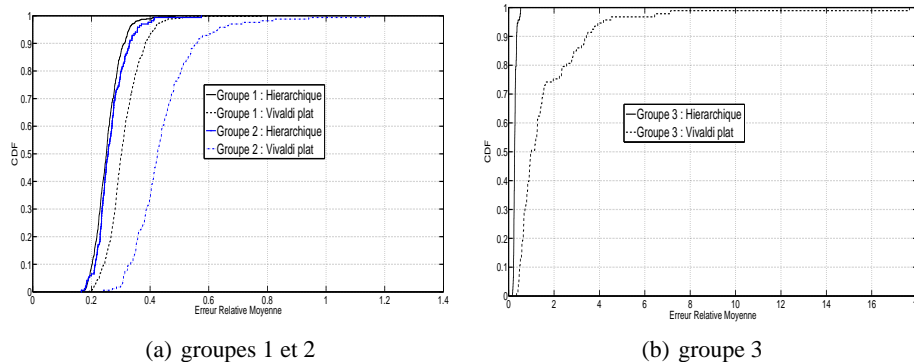 1
0.9
0.8
0.7
0.6
0.5
0.4
0.3
0.2
0.1
0
CDF
Groupe 1 : Hierarchique
Groupe 1 : Vivaldi plat
Groupe 2 : Hierarchique
Groupe 2 : Vivaldi plat
0 0.2 0.4 0.6 0.8 1 1.2 1.4
Erreur Relative Moyenne
(a) groupes 1 et 2
1
0.9
0.8
0.7
0.6
0.5
0.4
0.3
0.2
0.1
0
CDF
Groupe 3 : Hierarchique
Groupe 3 : Vivaldi plat
0 2 4 6 8 10 12 14 16
Erreur Relative Moyenne
(b) groupe 3